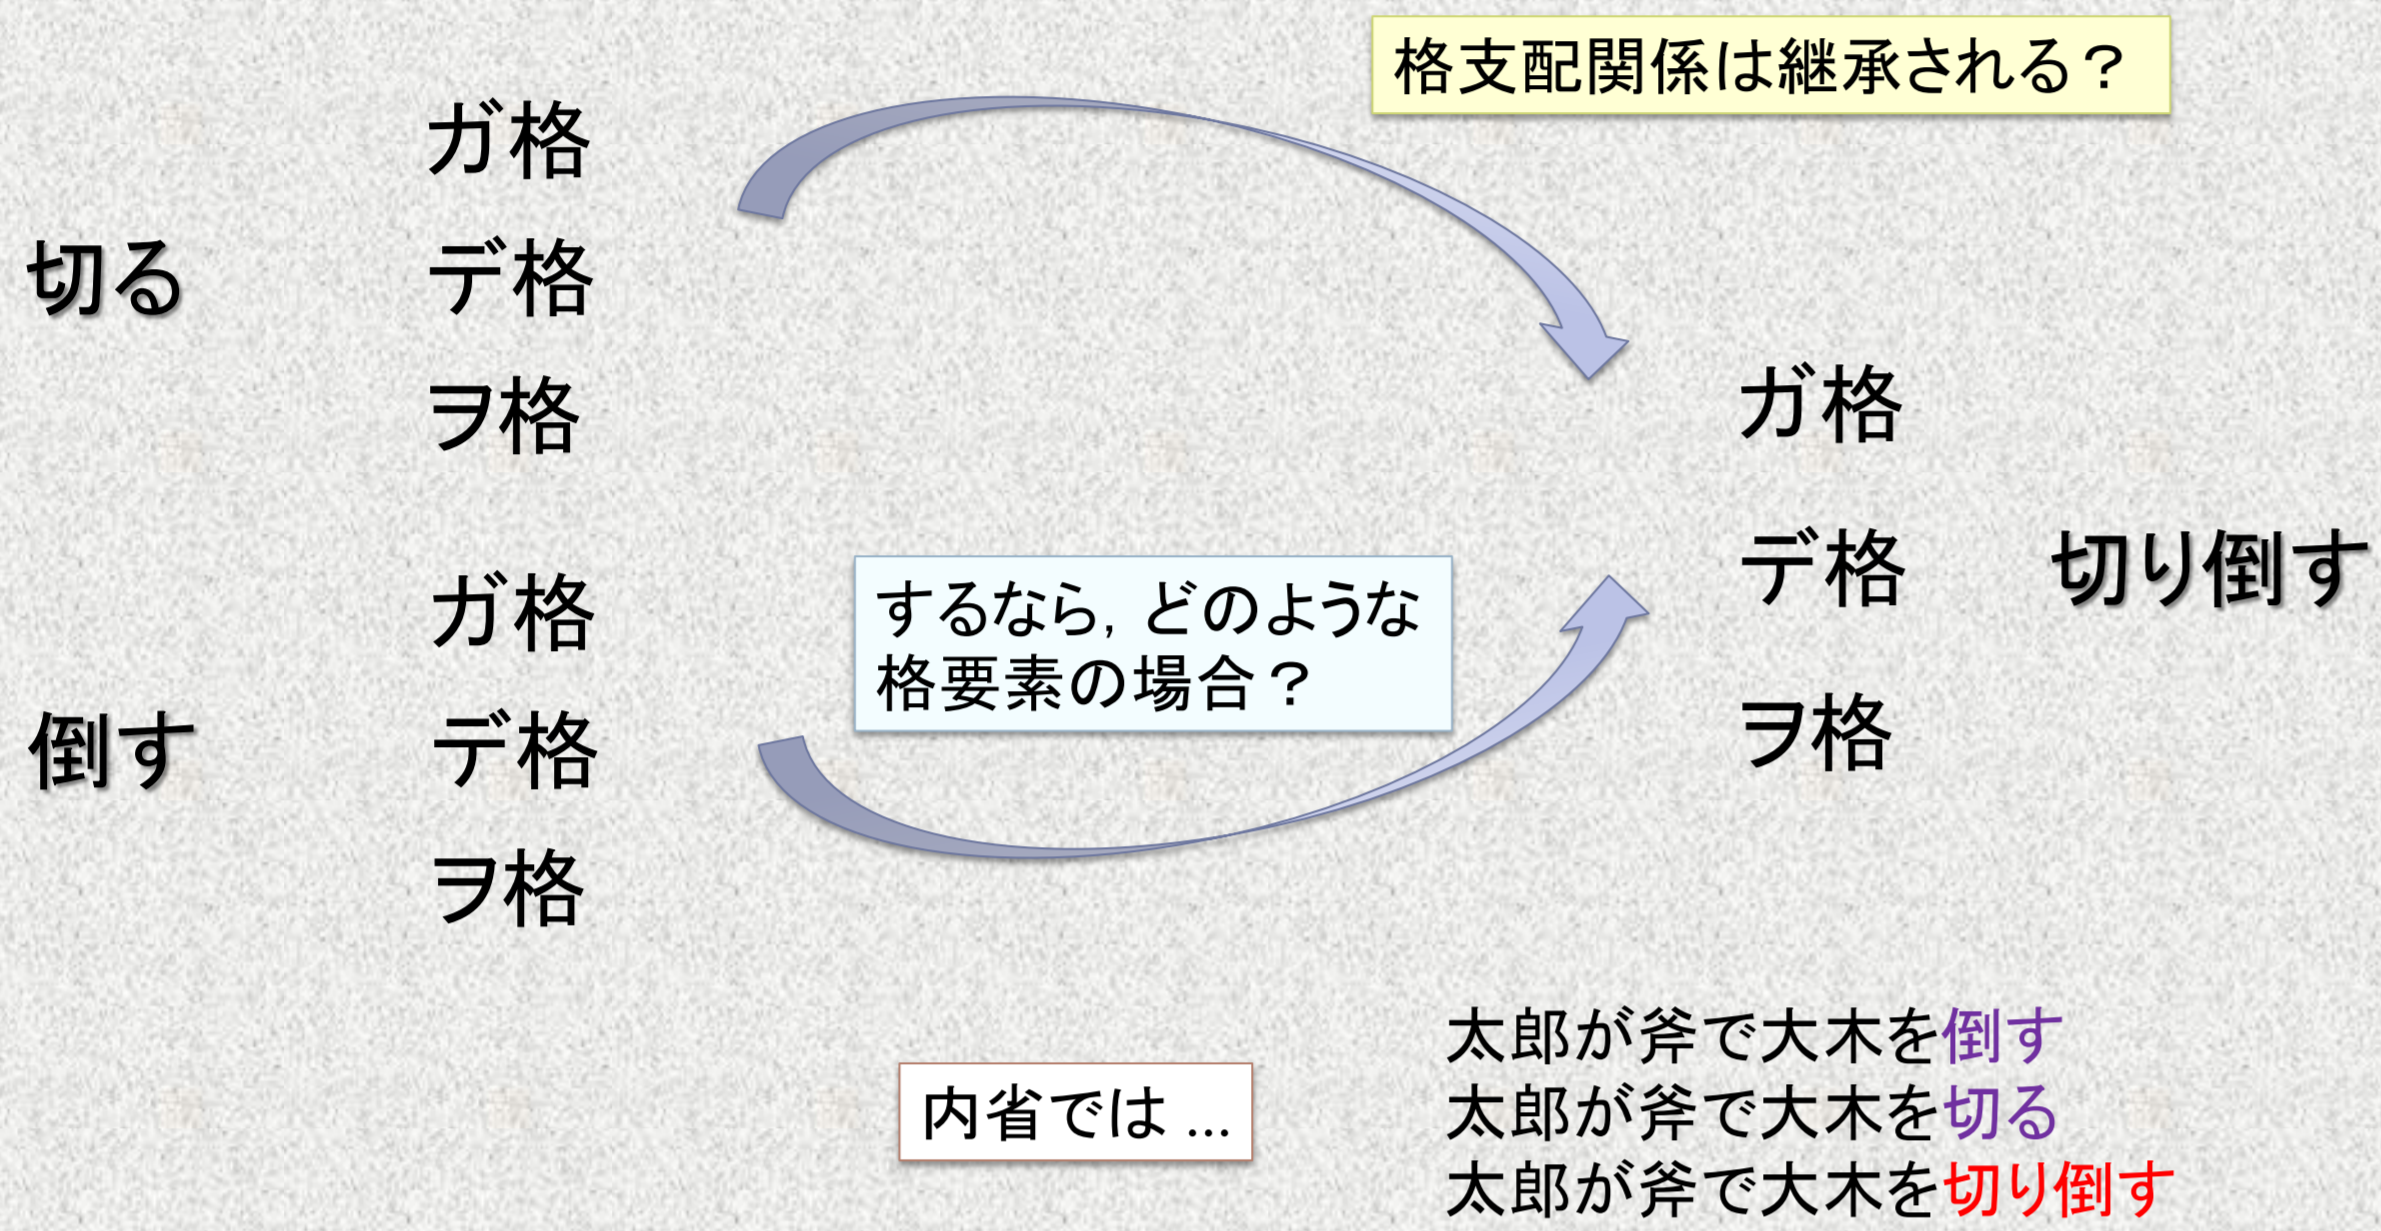 格支配関係は継承される？
ガ格
切る
デ格
ヲ格
ガ格
倒す
デ格
ヲ格
するなら，どのような
格要素の場合？
ガ格
デ格
切り倒す
ヲ格
内省では ...
太郎が斧で大木を倒す
太郎が斧で大木を切る
太郎が斧で大木を切り倒す